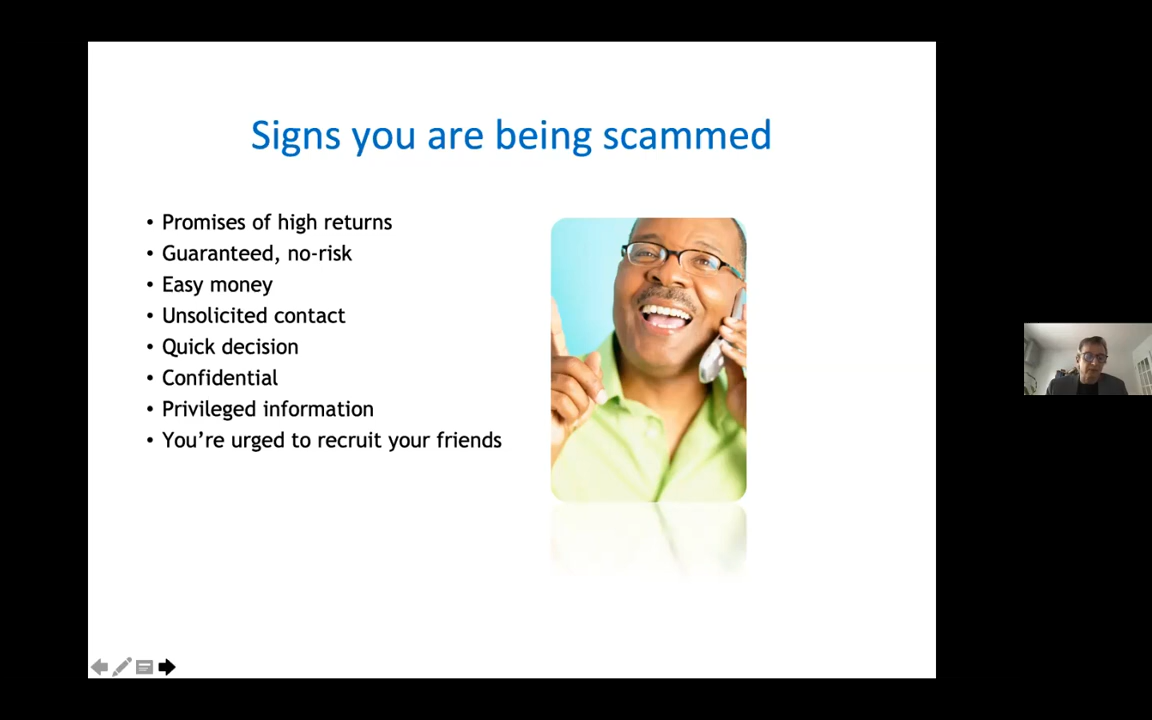 Signs you are being scammed
• Promises of high returns
• Guaranteed, no-risk
• Easy money
• Unsolicited contact
• Quick decision
• Confidential
• Privileged information
• You’re urged to recruit your friends